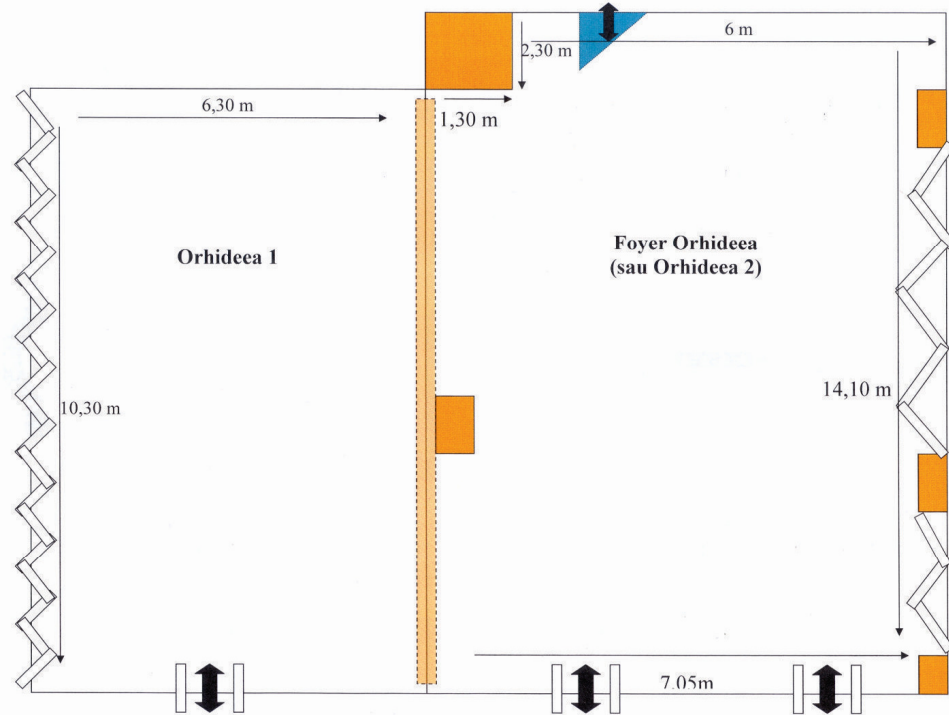 6 m
2,30 m
6,30 m
1,30 m
Orhideea 1
Foyer Orhideea
(sau Orhideea 2)
14,10 m
10,30 m
7.05m